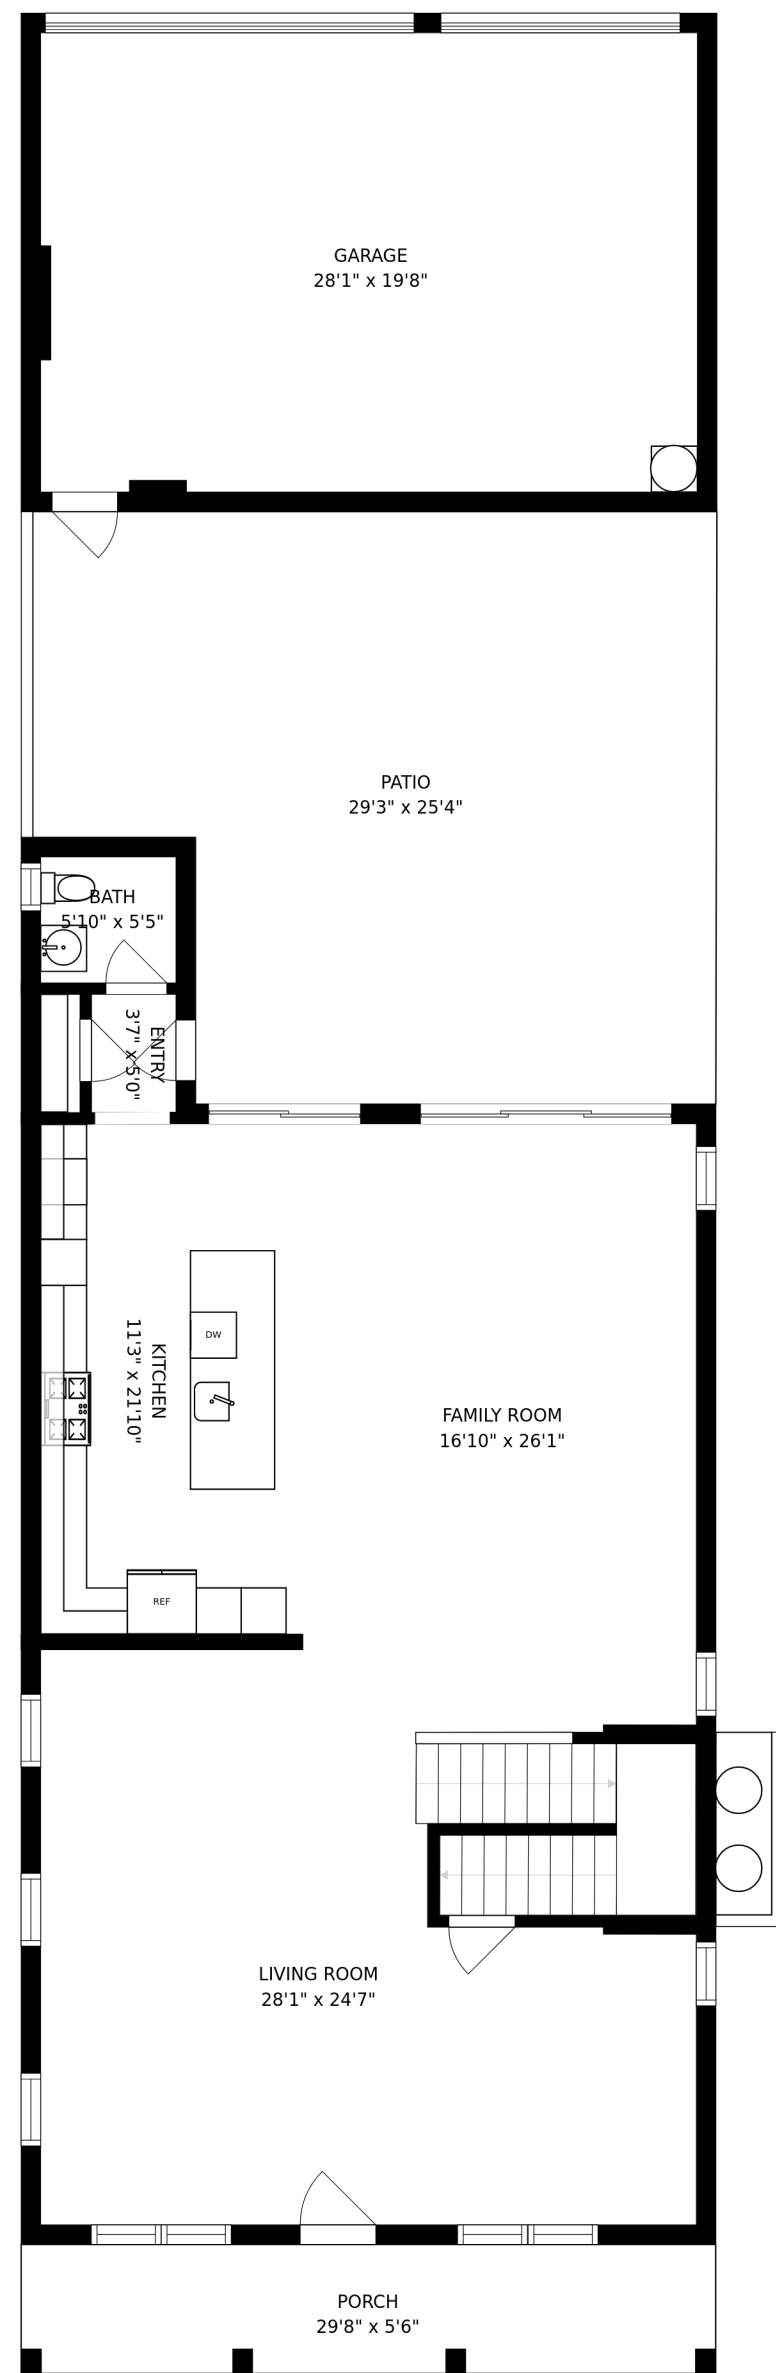 GARAGE
28'1" x 19'8"
PATIO
29'3" x 25'4"
BATH
5'10" x 5'5"
ENTRY
3'7" x 5'0"
KITCHEN
11'3" x 21'10"
DW
FAMILY ROOM
16'10" x 26'1"
REF
LIVING ROOM
28'1" x 24'7"
PORCH
29'8" x 5'6"